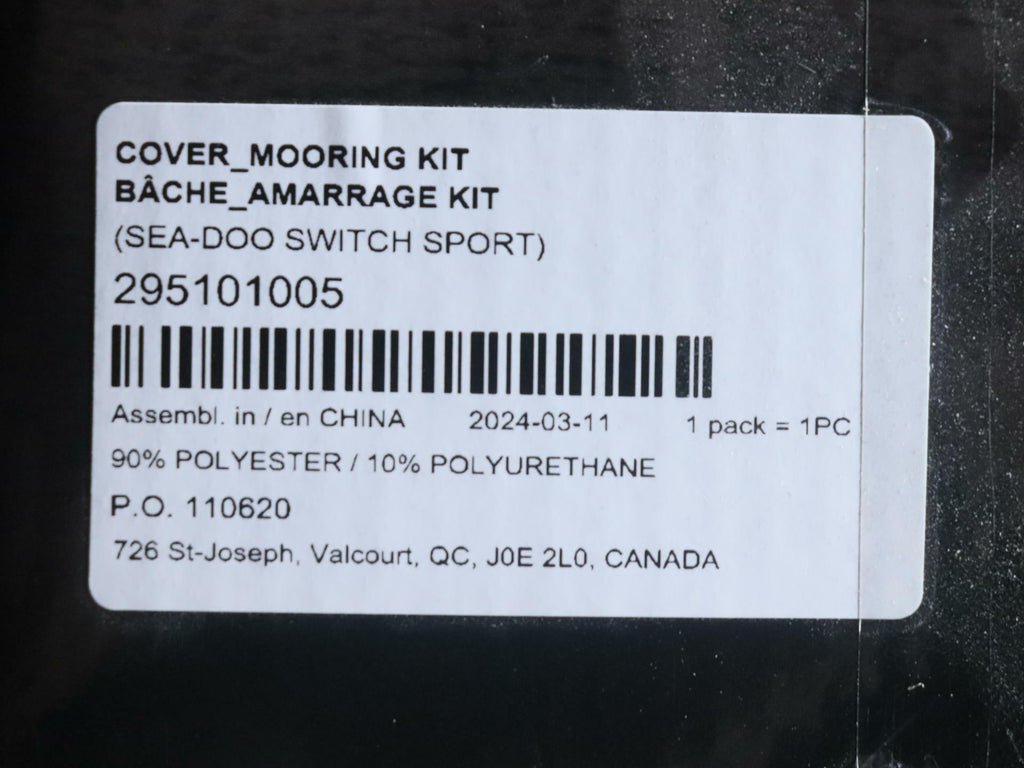 COVER_MOORING KIT
BÂCHE_AMARRAGE KIT
(SEA-DOO SWITCH SPORT)
295101005
Assembl. in / en CHINA 2024-03-11 1 pack = 1PC
90% POLYESTER / 10% POLYURETHANE
P.O. 110620
726 St-Joseph, Valcourt, QC, J0E 2L0, CANADA